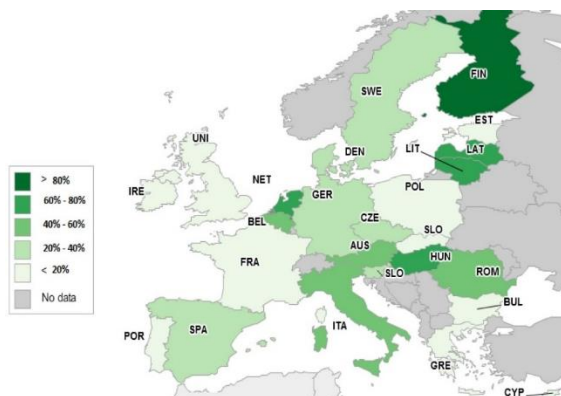 FIN
SWE
EST
UNI
DEN
LIT
LAT
IRE
NET
GER
POL
BEL
CZE
SLO
AUS
HUN
FRA
SLO
ROM
BUL
POR
SPA
ITA
GRE
CYP
> 80%
60% - 80%
40% - 60%
20% - 40%
< 20%
No data